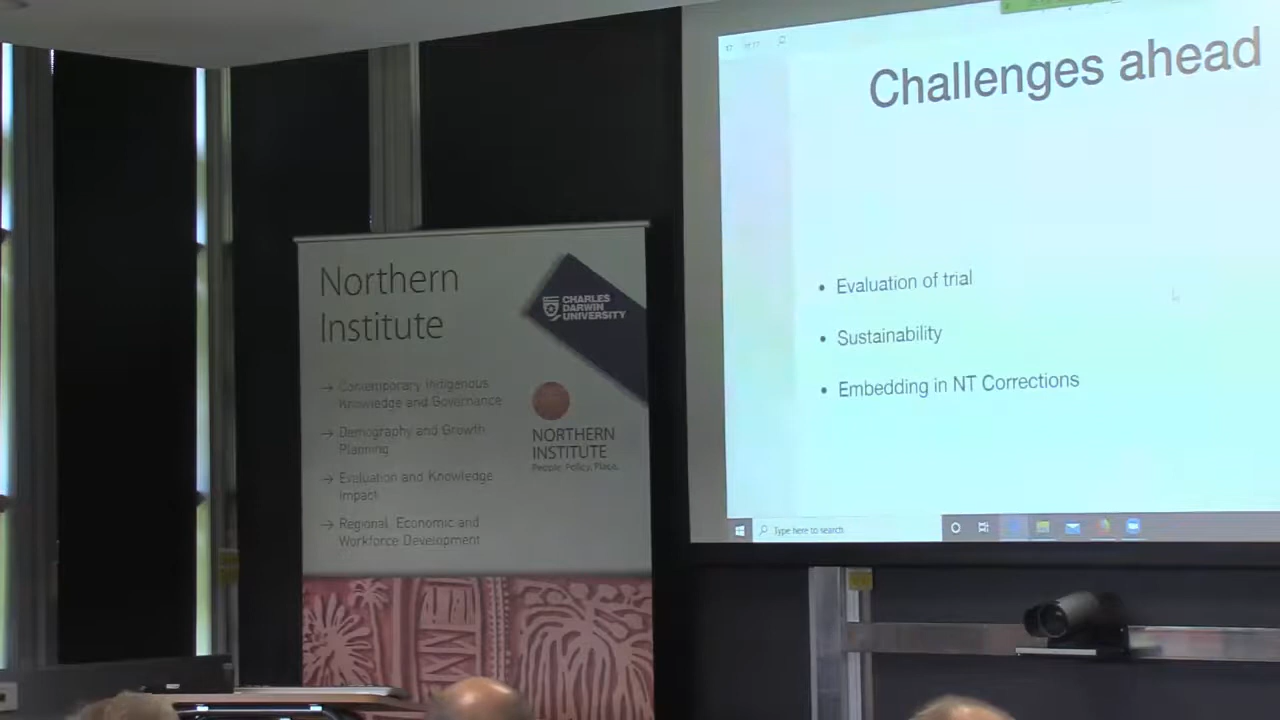 Northern
Institute
CHARLES
DARWIN
UNIVERSITY
→ Contemporary Indigenous
Knowledge and Governance
→ Demography and Growth
Planning
→ Evaluation and Knowledge
Impact
→ Regional Economic and
Workforce Development
NORTHERN
INSTITUTE
People. Policy. Place.
Challenges ahead
• Evaluation of trial
• Sustainability
• Embedding in NT Corrections
Type here to search